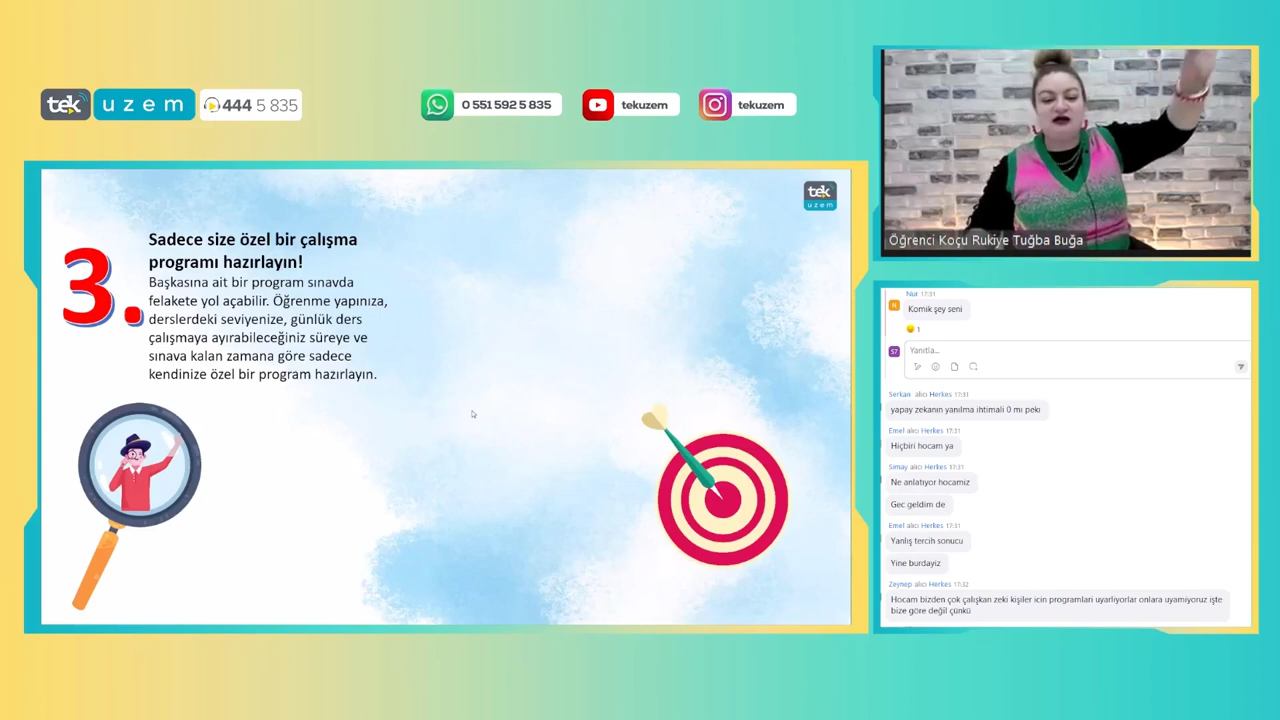 tek uzem 444 5 835
0 551 592 5 835
tekuzem
tekuzem
tek
uzem
3.
Sadece size özel bir çalışma
programı hazırlayın!
Başkasına ait bir program sınavda
felakete yol açabilir. Öğrenme yapınıza,
derslerdeki seviyenize, günlük ders
çalışmaya ayırabileceğiniz süreye ve
sınava kalan zamana göre sadece
kendinize özel bir program hazırlayın.
Öğrenci Koçu Rukiye Tuğba Buğa
Nur 17:31
N
Komik şey seni
1
S7
Yanıtla...
Serkan alıcı Herkes 17:31
yapay zekanın yanılma ihtimali 0 mı pekı
Emel alıcı Herkes 17:31
Hiçbiri hocam ya
Simay alıcı Herkes 17:31
Ne anlatıyor hocamiz
Gec geldim de
Emel alıcı Herkes 17:31
Yanlış tercih sonucu
Yine burdayiz
Zeynep alıcı Herkes 17:32
Hocam bizden çok çalışkan zeki kişiler icin programlari uyarliyorlar onlara uyamiyoruz işte
bize göre değil çünkü